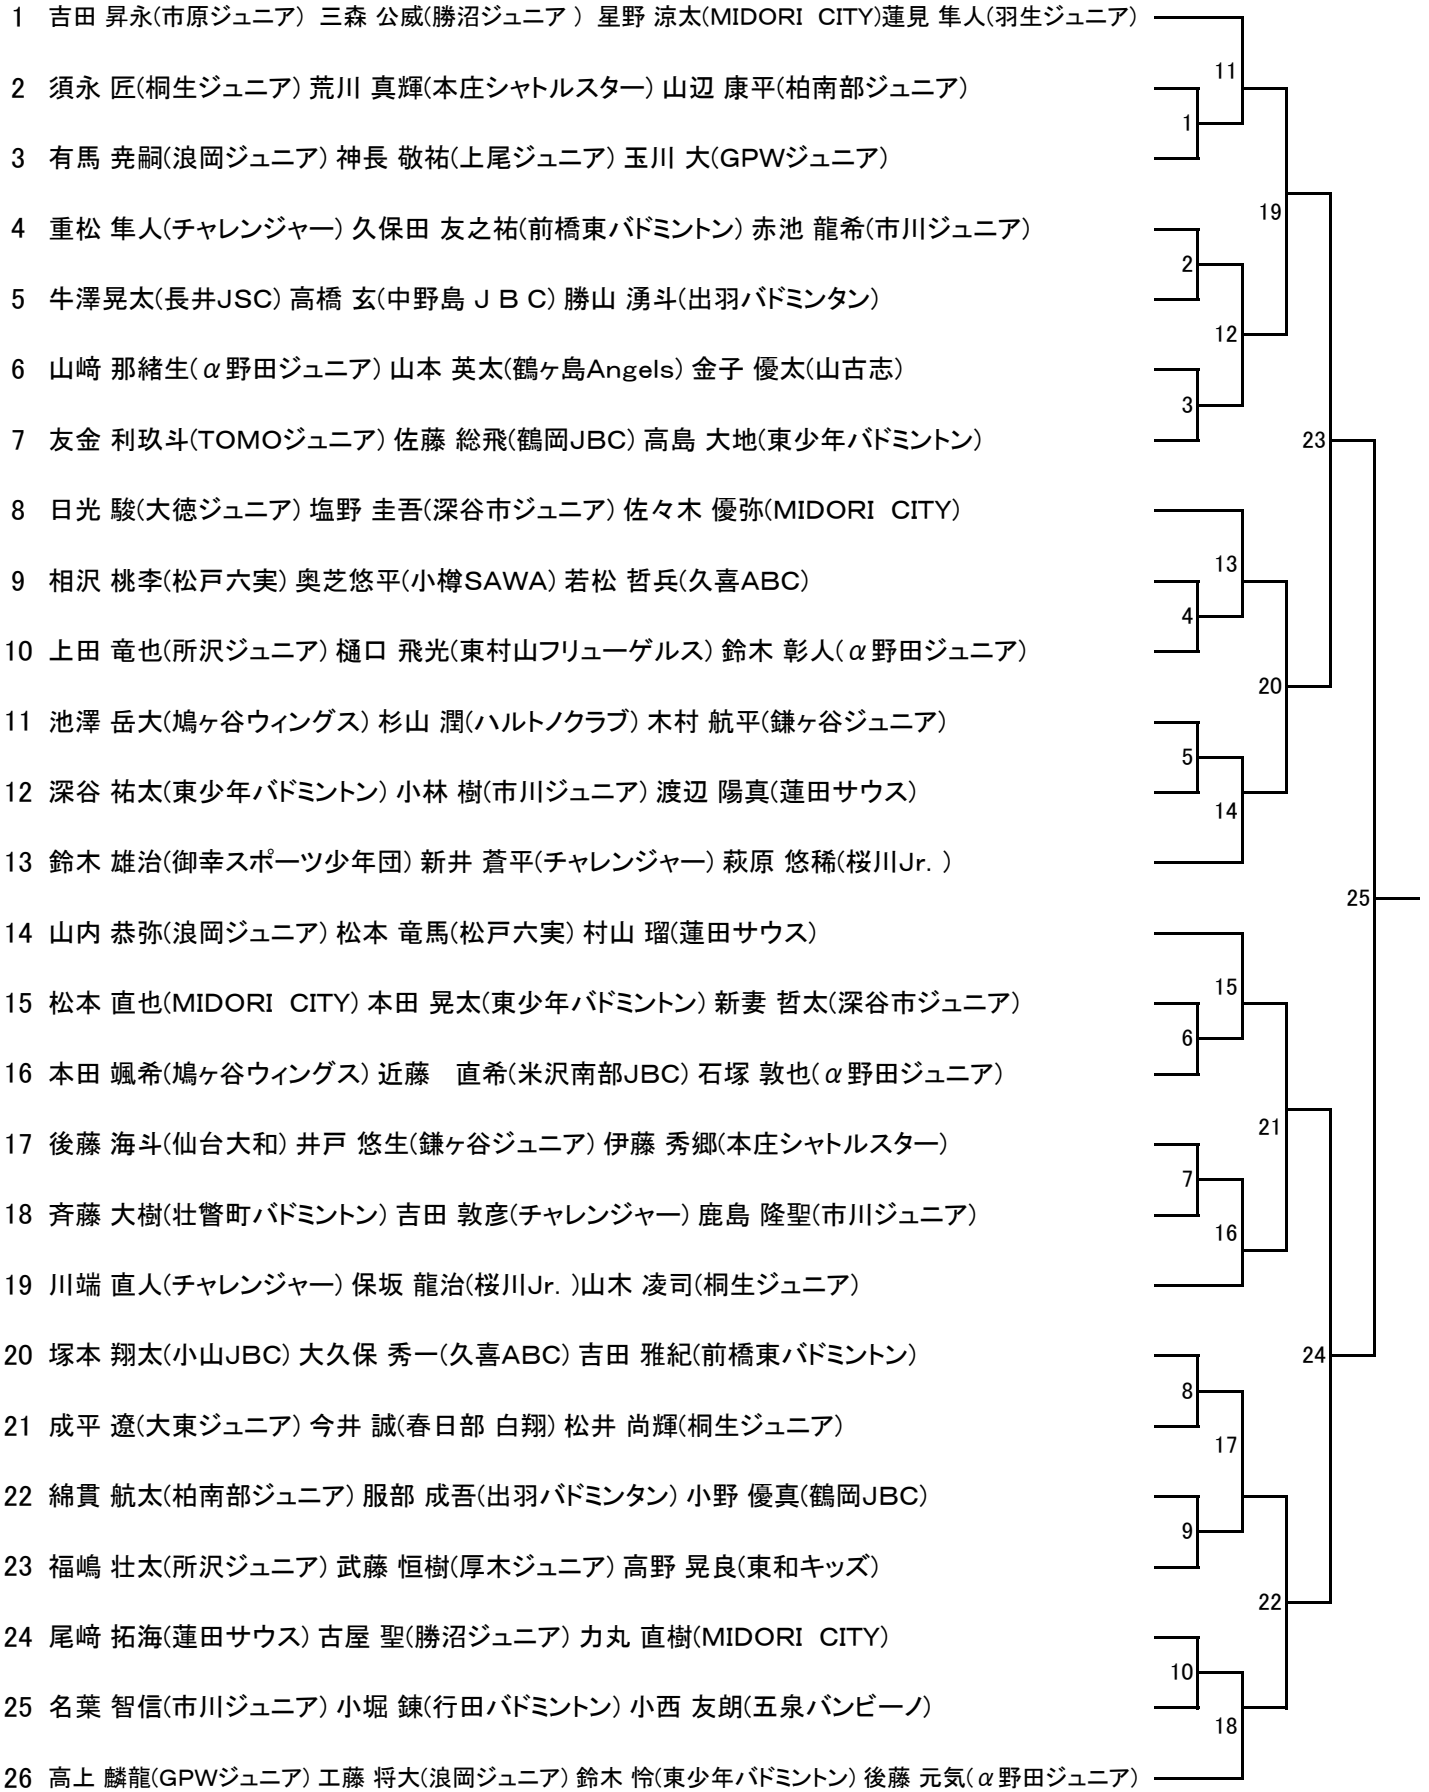 1 吉田 昇永(市原ジュニア) 三森 公威(勝沼ジュニア ) 星野 涼太(MIDORI CITY)蓮見 隼人(羽生ジュニア)
11
2 須永 匠(桐生ジュニア) 荒川 真輝(本庄シャトルスター) 山辺 康平(柏南部ジュニア)
1
3 有馬 尭嗣(浪岡ジュニア) 神長 敬祐(上尾ジュニア) 玉川 大(GPWジュニア)
19
4 重松 隼人(チャレンジャー) 久保田 友之祐(前橋東バドミントン) 赤池 龍希(市川ジュニア)
2
5 牛澤晃太(長井JSC) 高橋 玄(中野島 J B C) 勝山 湧斗(出羽バドミンタン)
12
6 山﨑 那緒生(α野田ジュニア) 山本 英太(鶴ヶ島Angels) 金子 優太(山古志)
3
7 友金 利玖斗(TOMOジュニア) 佐藤 総飛(鶴岡JBC) 高島 大地(東少年バドミントン)
23
8 日光 駿(大徳ジュニア) 塩野 圭吾(深谷市ジュニア) 佐々木 優弥(MIDORI CITY)
13
9 相沢 桃李(松戸六実) 奥芝悠平(小樽SAWA) 若松 哲兵(久喜ABC)
4
10 上田 竜也(所沢ジュニア) 樋口 飛光(東村山フリューゲルス) 鈴木 彰人(α野田ジュニア)
20
11 池澤 岳大(鳩ヶ谷ウィングス) 杉山 潤(ハルトノクラブ) 木村 航平(鎌ヶ谷ジュニア)
5
12 深谷 祐太(東少年バドミントン) 小林 樹(市川ジュニア) 渡辺 陽真(蓮田サウス)
14
13 鈴木 雄治(御幸スポーツ少年団) 新井 蒼平(チャレンジャー) 萩原 悠稀(桜川Jr. )
25
14 山内 恭弥(浪岡ジュニア) 松本 竜馬(松戸六実) 村山 瑠(蓮田サウス)
15
15 松本 直也(MIDORI CITY) 本田 晃太(東少年バドミントン) 新妻 哲太(深谷市ジュニア)
6
16 本田 颯希(鳩ヶ谷ウィングス) 近藤 直希(米沢南部JBC) 石塚 敦也(α野田ジュニア)
21
17 後藤 海斗(仙台大和) 井戸 悠生(鎌ヶ谷ジュニア) 伊藤 秀郷(本庄シャトルスター)
7
18 斉藤 大樹(壮瞥町バドミントン) 吉田 敦彦(チャレンジャー) 鹿島 隆聖(市川ジュニア)
16
19 川端 直人(チャレンジャー) 保坂 龍治(桜川Jr. )山木 凌司(桐生ジュニア)
20 塚本 翔太(小山JBC) 大久保 秀一(久喜ABC) 吉田 雅紀(前橋東バドミントン)
24
8
21 成平 遼(大東ジュニア) 今井 誠(春日部 白翔) 松井 尚輝(桐生ジュニア)
17
22 綿貫 航太(柏南部ジュニア) 服部 成吾(出羽バドミンタン) 小野 優真(鶴岡JBC)
9
23 福嶋 壮太(所沢ジュニア) 武藤 恒樹(厚木ジュニア) 高野 晃良(東和キッズ)
22
24 尾﨑 拓海(蓮田サウス) 古屋 聖(勝沼ジュニア) 力丸 直樹(MIDORI CITY)
10
25 名葉 智信(市川ジュニア) 小堀 錬(行田バドミントン) 小西 友朗(五泉バンビーノ)
18
26 高上 麟龍(GPWジュニア) 工藤 将大(浪岡ジュニア) 鈴木 怜(東少年バドミントン) 後藤 元気(α野田ジュニア)